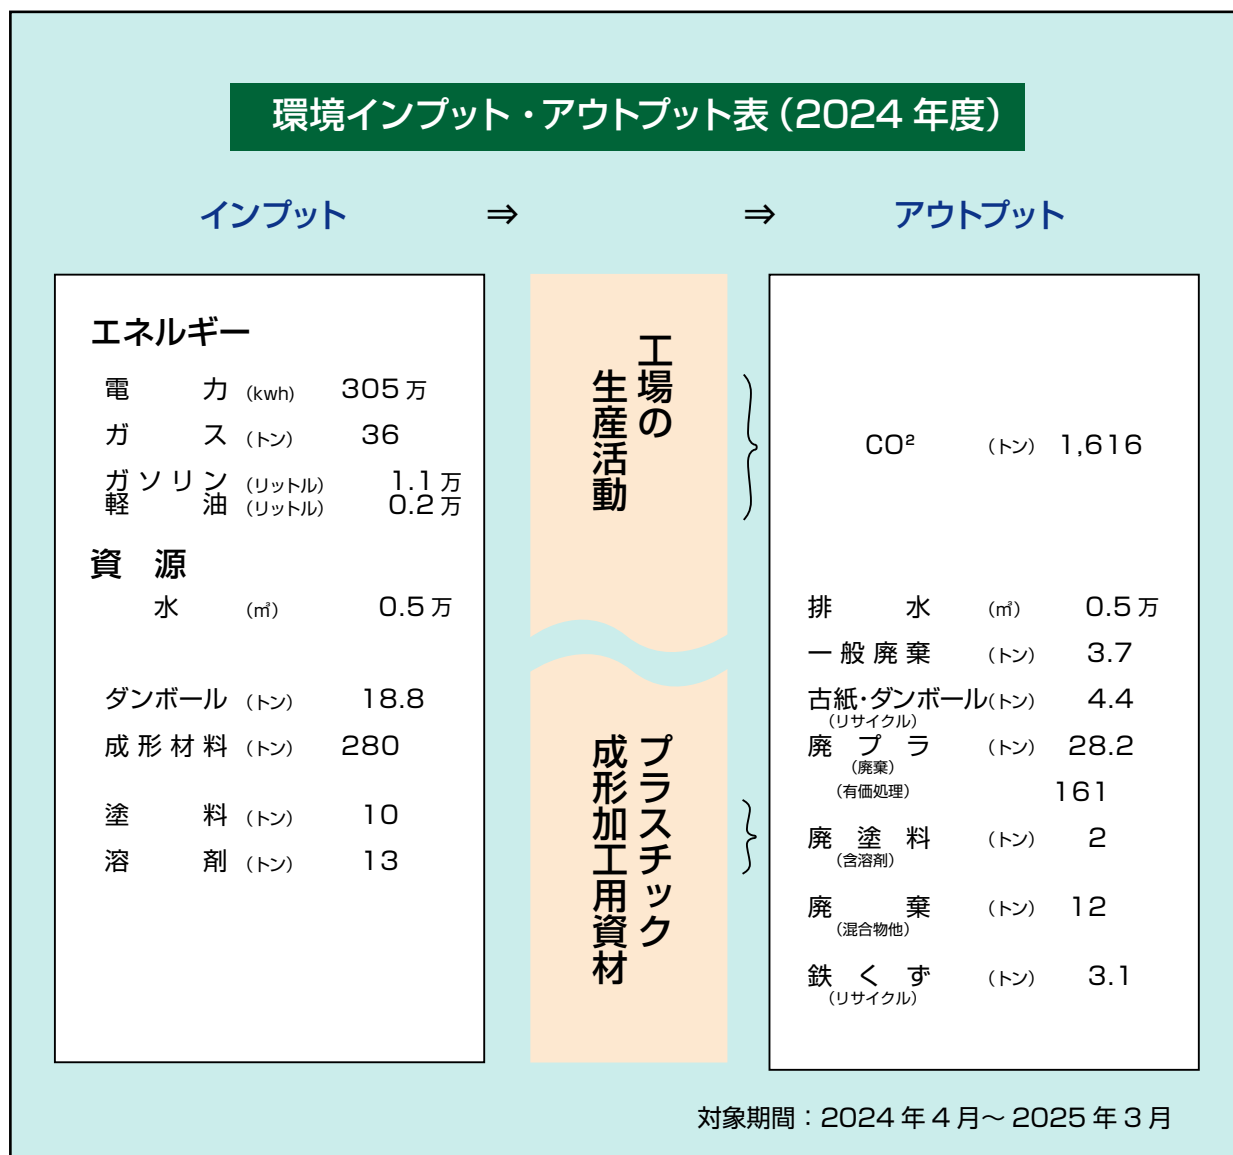 環境インプット・アウトプット表(2024年度)
インプット ⇒ ⇒ アウトプット
エネルギー
電力 (kwh) 305万
ガス (トン) 36
ガソリン (リットル) 1.1万
軽油 (リットル) 0.2万
資源
水 (㎥) 0.5万
ダンボール (トン) 18.8
成形材料 (トン) 280
塗料 (トン) 10
溶剤 (トン) 13
工場の
生産活動
プラスチック
成形加工用資材
CO² (トン) 1,616
排水 (㎥) 0.5万
一般廃棄 (トン) 3.7
古紙・ダンボール(トン) 4.4
(リサイクル)
廃プラ (トン) 28.2
(廃棄)
(有価処理) 161
廃塗料 (トン) 2
(含溶剤)
廃棄 (トン) 12
(混合物他)
鉄くず (トン) 3.1
(リサイクル)
対象期間：2024年4月〜2025年3月